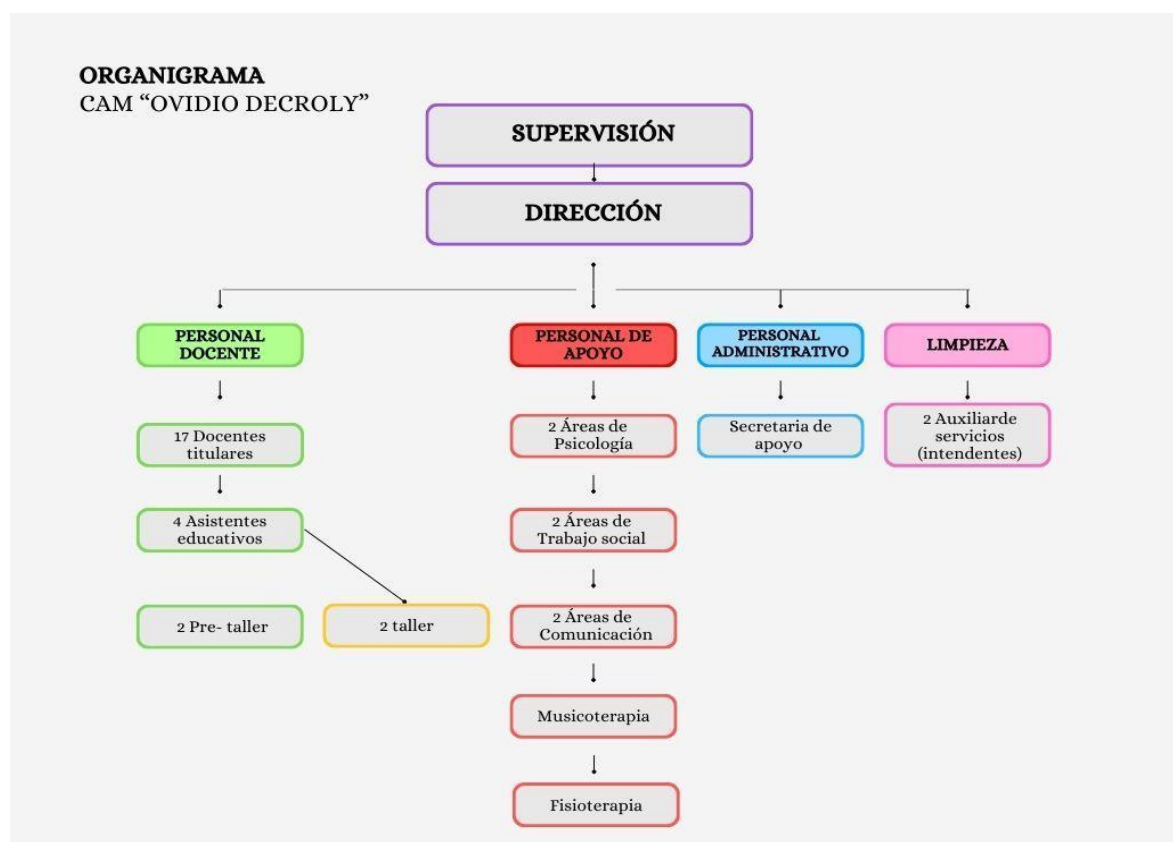 ORGANIGRAMA
CAM “OVIDIO DECROLY”
SUPERVISIÓN
DIRECCIÓN
PERSONAL
DOCENTE
17 Docentes
titulares
4 Asistentes
educativos
2 Pre- taller
2 taller
PERSONAL DE
APOYO
2 Áreas de
Psicología
2 Áreas de
Trabajo social
2 Áreas de
Comunicación
Musicoterapia
Fisioterapia
PERSONAL
ADMINISTRATIVO
Secretaria de
apoyo
LIMPIEZA
2 Auxiliarde
servicios
(intendentes)